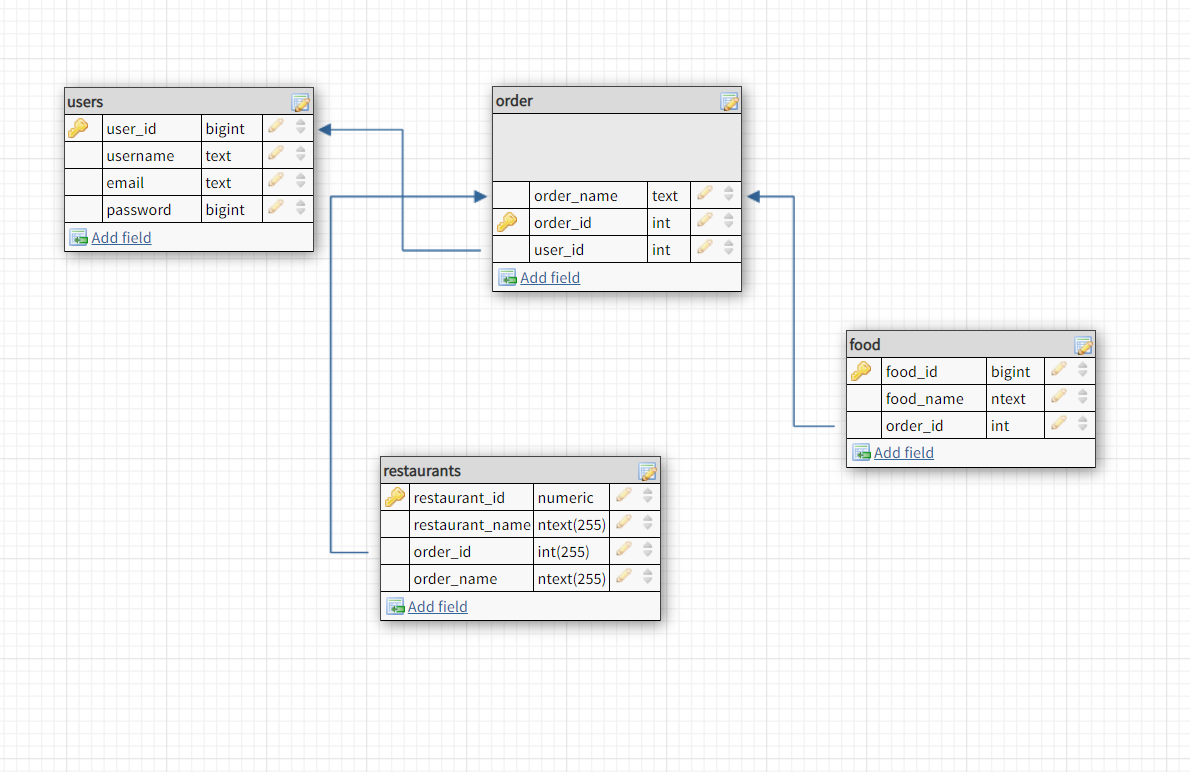 users
user_id bigint
username text
email text
password bigint
Add field
order
order_name text
order_id int
user_id int
Add field
food
food_id bigint
food_name ntext
order_id int
Add field
restaurants
restaurant_id numeric
restaurant_name ntext(255)
order_id int(255)
order_name ntext(255)
Add field